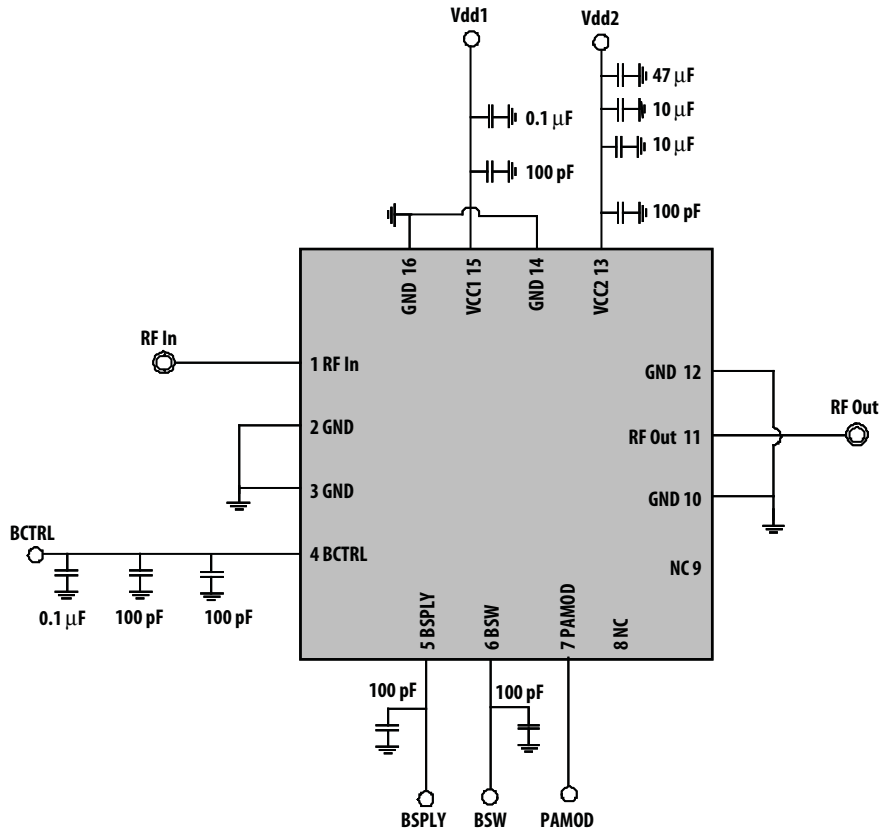 Vdd1
Vdd2
47 μF
10 μF
0.1 μF
10 μF
100 pF
100 pF
GND 16
VCC1 15
GND 14
VCC2 13
RF In
1 RF In
GND 12
RF Out
2 GND
RF Out 11
3 GND
GND 10
BCTRL
4 BCTRL
NC 9
0.1 μF
100 pF
100 pF
5 BSPLY
6 BSW
7 PAMOD
8 NC
100 pF
100 pF
BSPLY
BSW
PAMOD